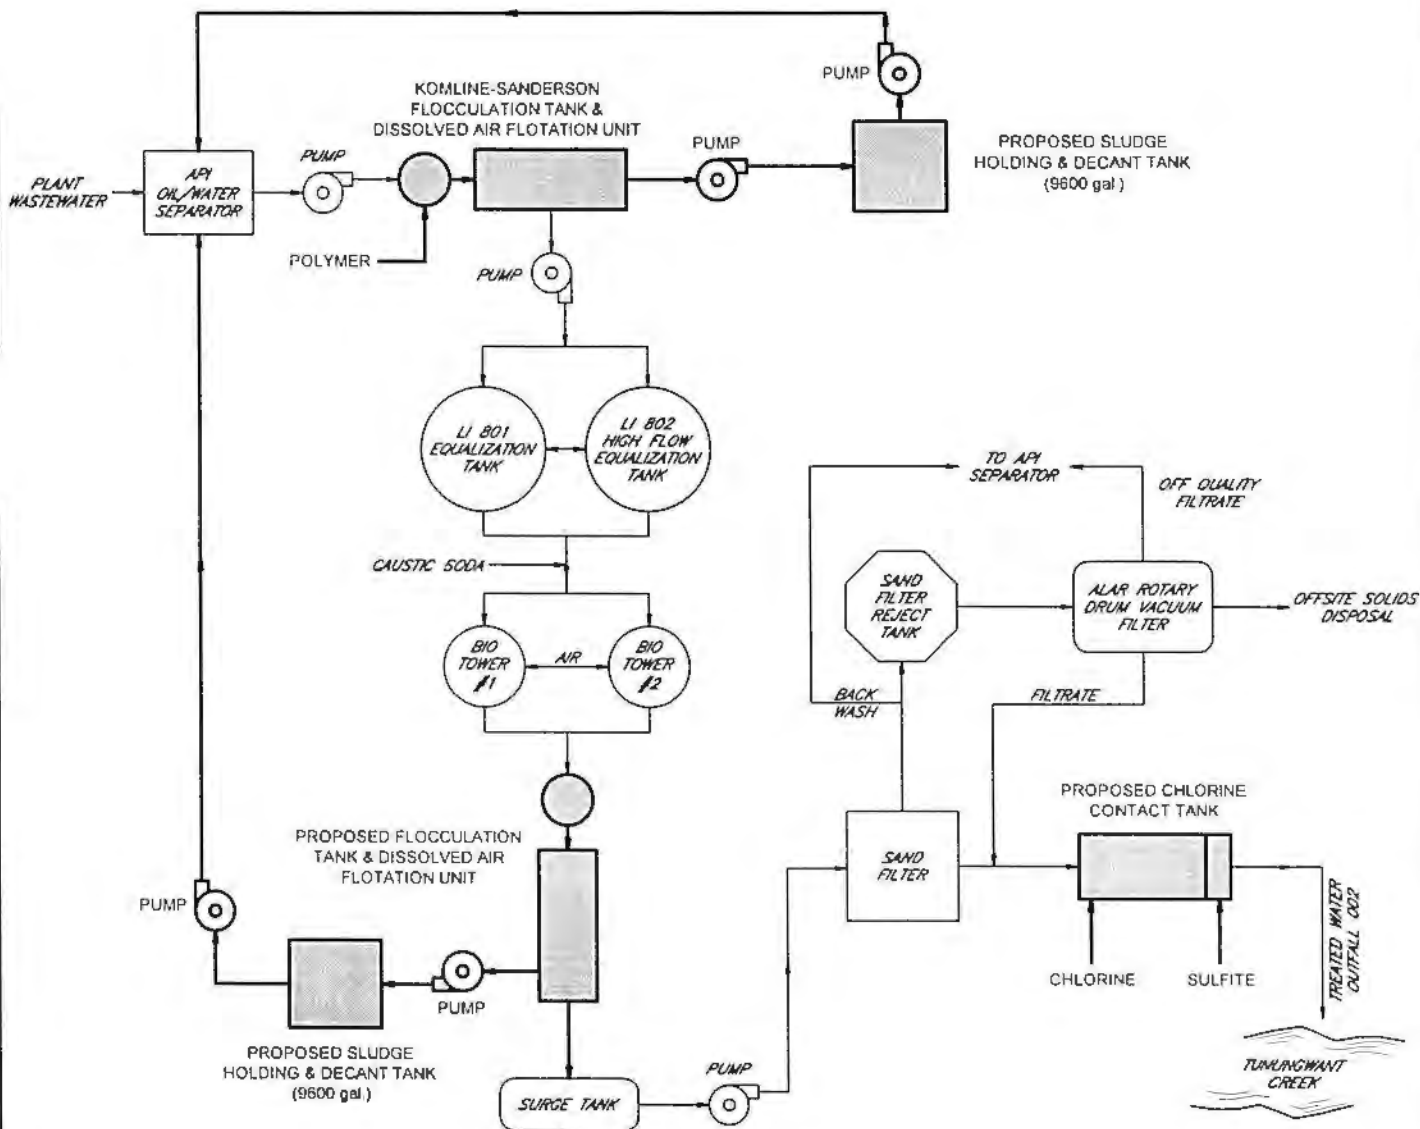 PUMP
KOMLINE-SANDERSON
FLOCCULATION TANK &
DISSOLVED AIR FLOTATION UNIT
PUMP
PROPOSED SLUDGE
HOLDING & DECANT TANK
(9600 gal.)
PLANT
WASTEWATER
API
OIL/WATER
SEPARATOR
PUMP
POLYMER
PUMP
LI 801
EQUALIZATION
TANK
LI 802
HIGH FLOW
EQUALIZATION
TANK
TO API
SEPARATOR
OFF QUALITY
FILTRATE
CAUSTIC SODA
SAND
FILTER
REJECT
TANK
ALAR ROTARY
DRUM VACUUM
FILTER
OFFSITE SOLIDS
DISPOSAL
BIO
TOWER
#1
AIR
BIO
TOWER
#2
BACK
WASH
FILTRATE
PROPOSED CHLORINE
CONTACT TANK
PROPOSED FLOCCULATION
TANK & DISSOLVED AIR
FLOTATION UNIT
SAND
FILTER
PUMP
CHLORINE
SULFITE
TREATED WATER
OUTFALL 002
PUMP
PROPOSED SLUDGE
HOLDING & DECANT TANK
(9600 gal.)
SURGE TANK
PUMP
TUNUNGWANT
CREEK